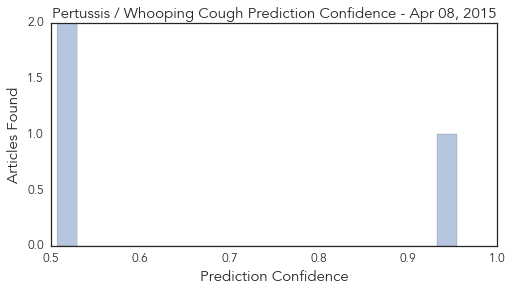 Pertussis / Whooping Cough Prediction Confidence - Apr 08, 2015
2.0
1.5
1.0
0.5
0.0
Articles Found
0.5 0.6 0.7 0.8 0.9 1.0
Prediction Confidence